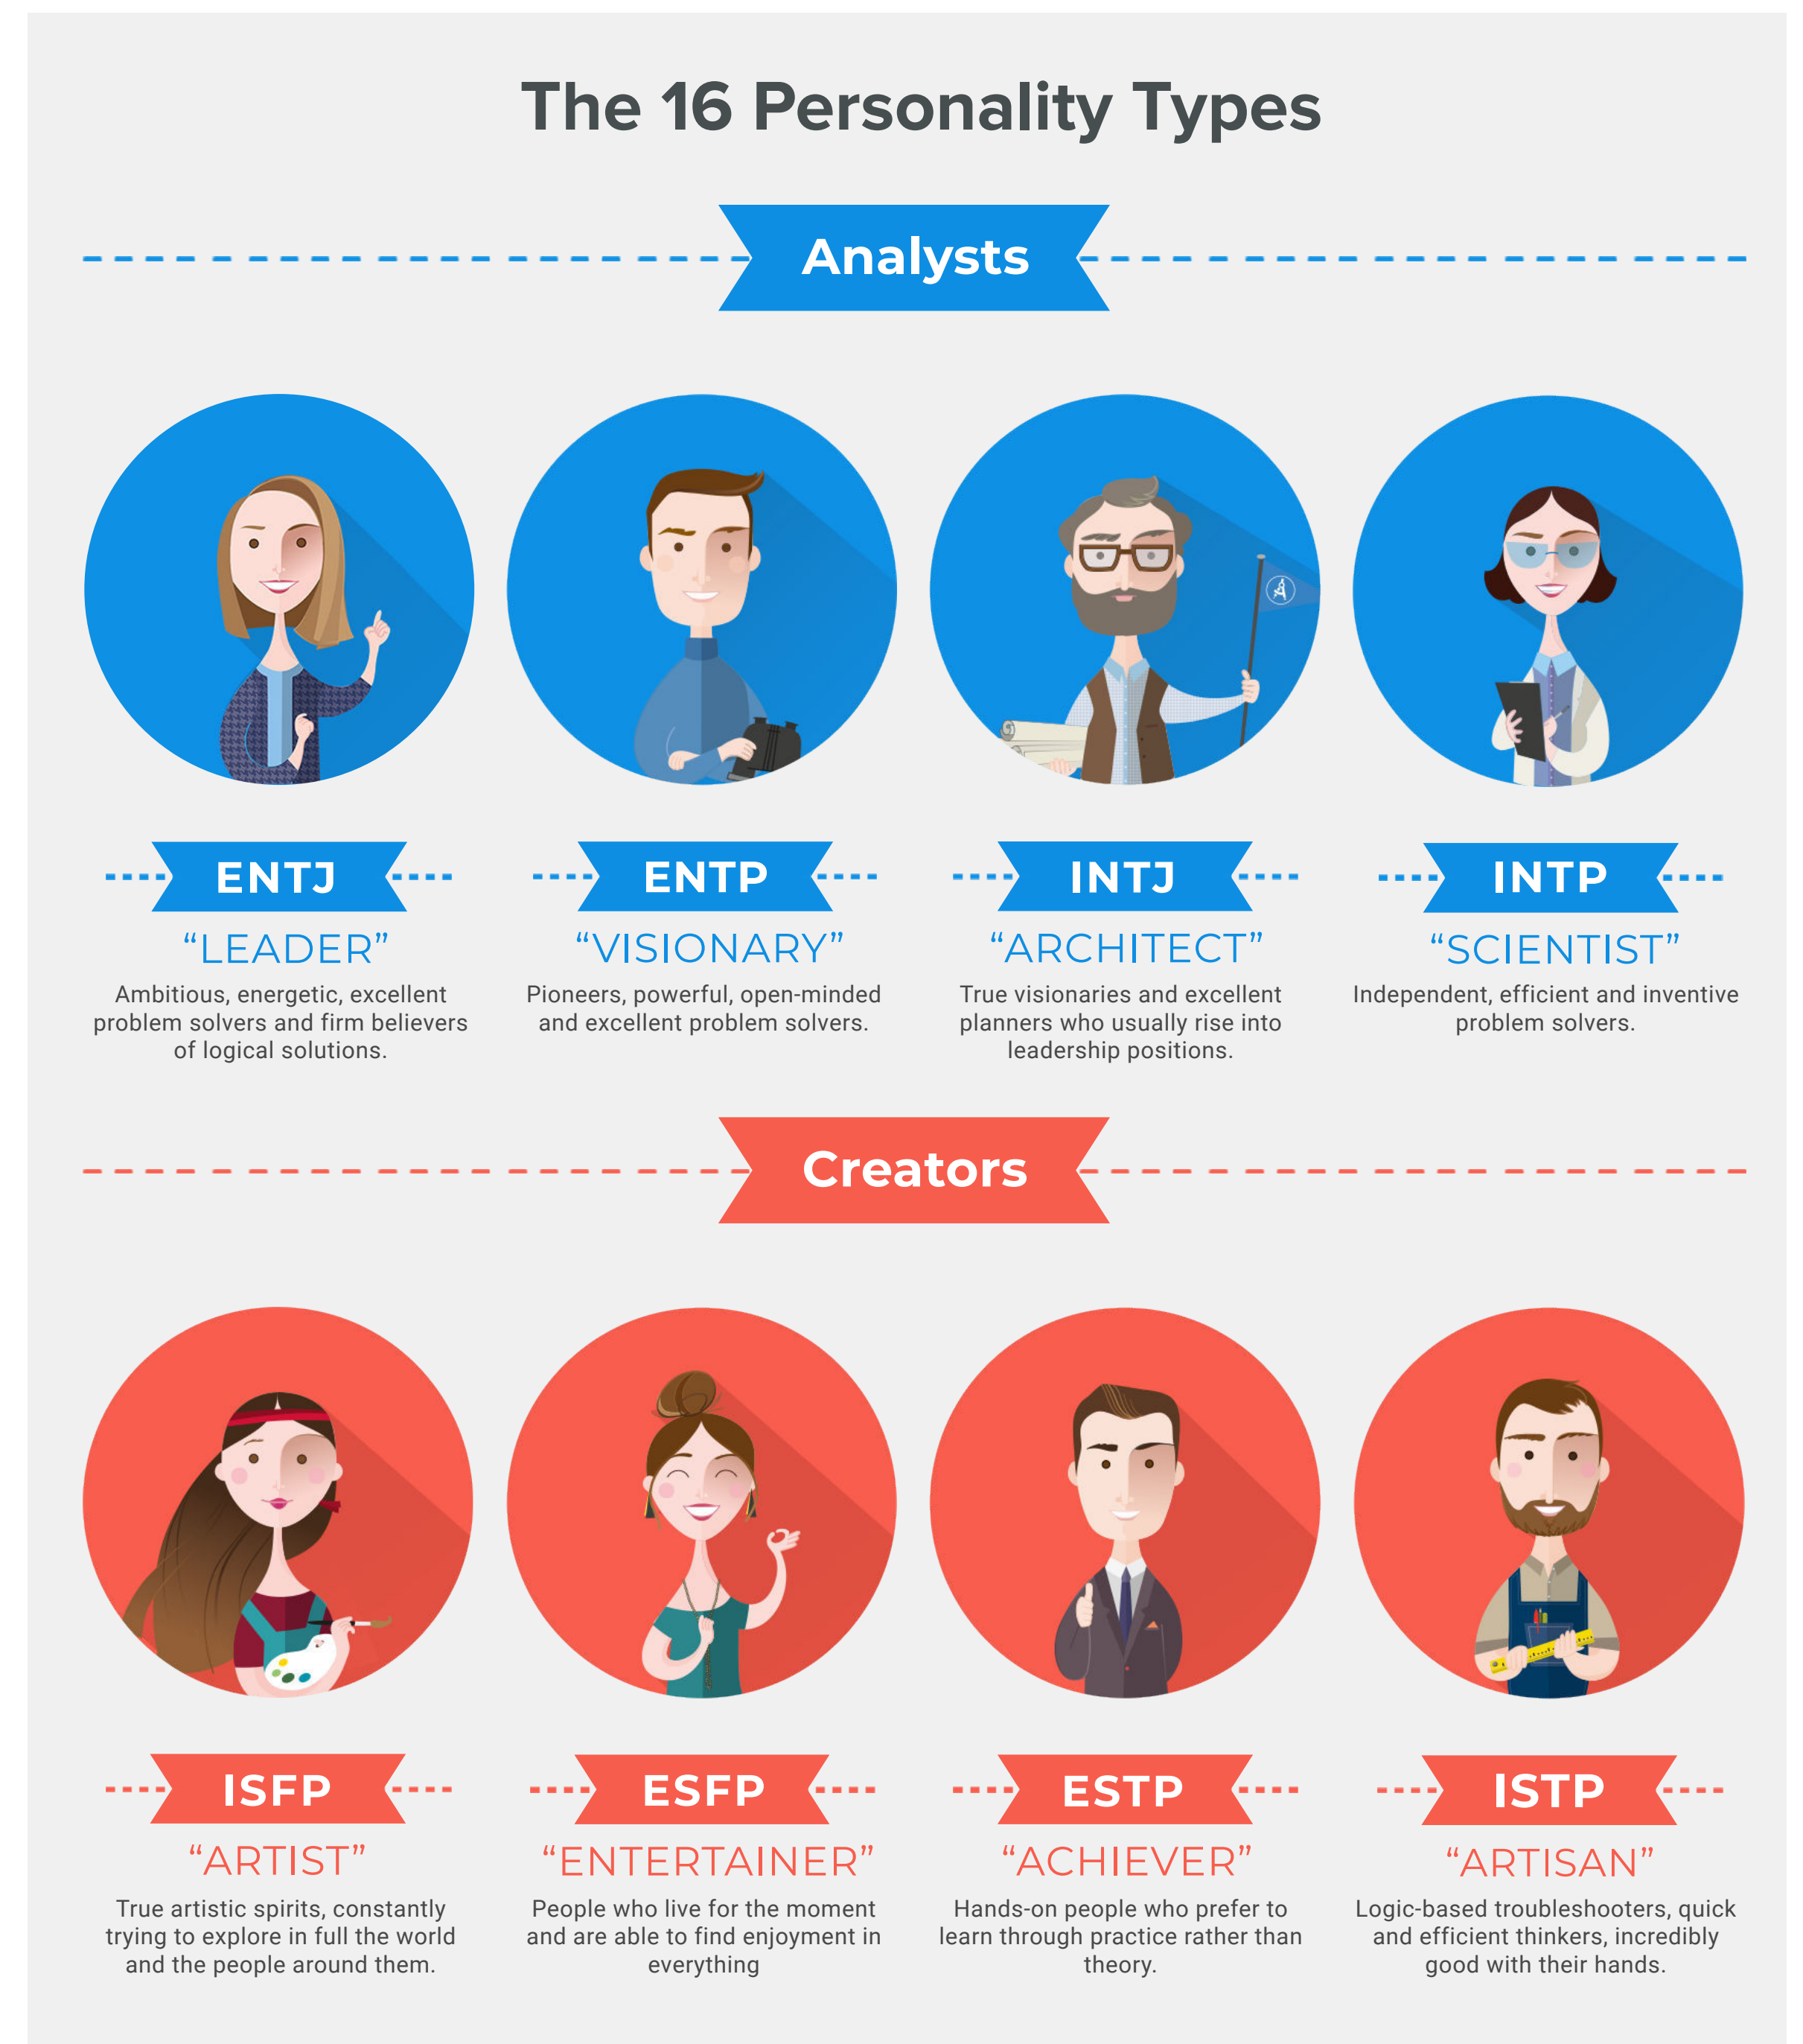 The 16 Personality Types
Analysts
ENTJ
“LEADER”
Ambitious, energetic, excellent
problem solvers and firm believers
of logical solutions.
ENTP
“VISIONARY”
Pioneers, powerful, open-minded
and excellent problem solvers.
INTJ
“ARCHITECT”
True visionaries and excellent
planners who usually rise into
leadership positions.
INTP
“SCIENTIST”
Independent, efficient and inventive
problem solvers.
Creators
ISFP
“ARTIST”
True artistic spirits, constantly
trying to explore in full the world
and the people around them.
ESFP
“ENTERTAINER”
People who live for the moment
and are able to find enjoyment in
everything
ESTP
“ACHIEVER”
Hands-on people who prefer to
learn through practice rather than
theory.
ISTP
“ARTISAN”
Logic-based troubleshooters, quick
and efficient thinkers, incredibly
good with their hands.